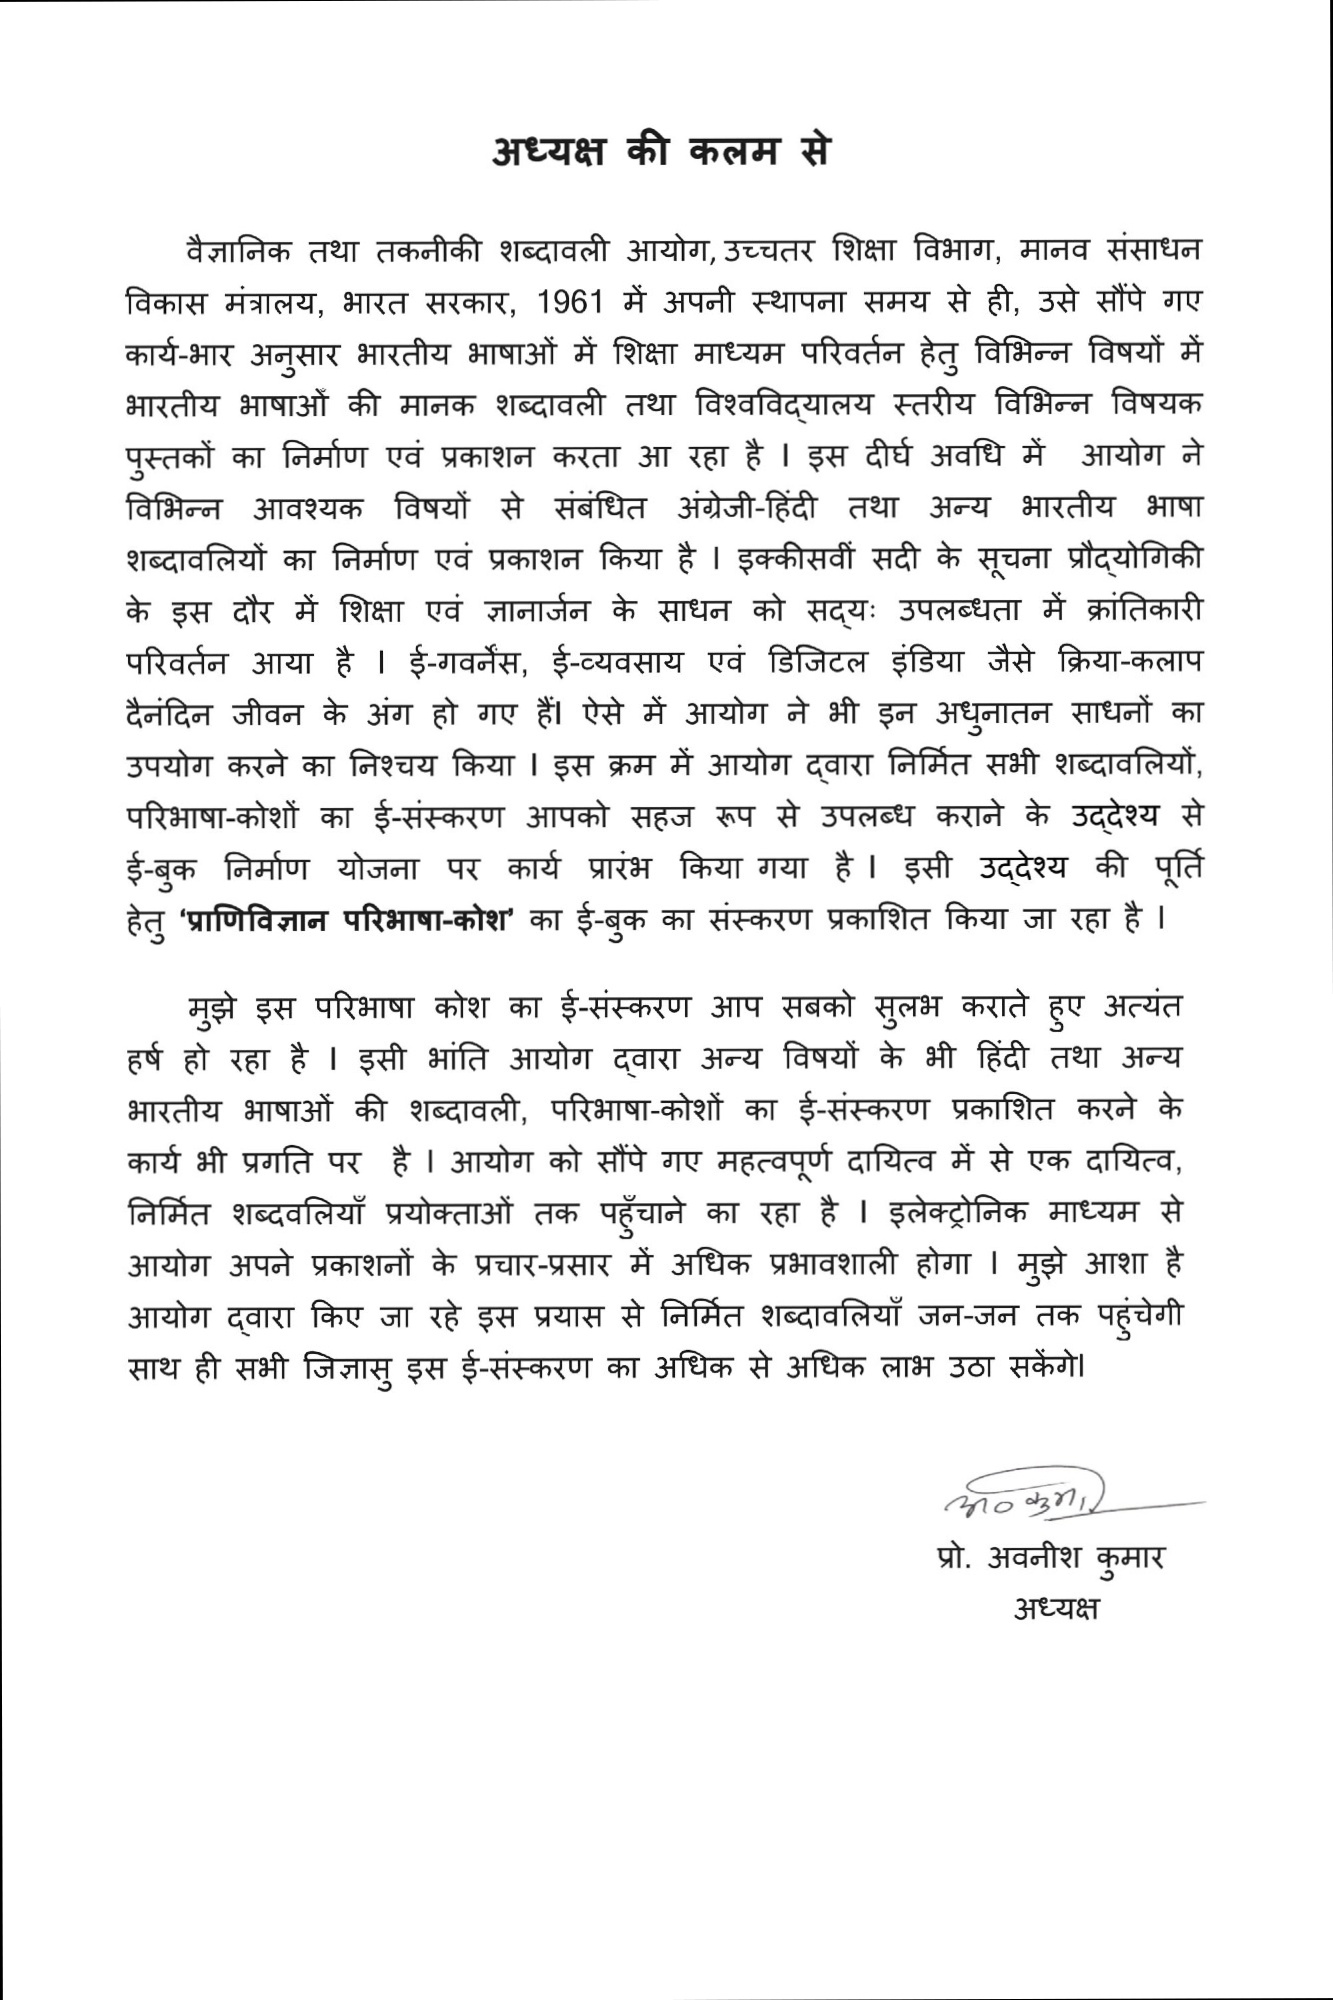 अध्यक्ष की कलम से
वैज्ञानिक तथा तकनीकी शब्दावली आयोग, उच्चतर शिक्षा विभाग, मानव संसाधन
विकास मंत्रालय, भारत सरकार, 1961 में अपनी स्थापना समय से ही, उसे सौंपे गए
कार्य-भार अनुसार भारतीय भाषाओं में शिक्षा माध्यम परिवर्तन हेतु विभिन्न विषयों में
भारतीय भाषाओँ की मानक शब्दावली तथा विश्वविद्यालय स्तरीय विभिन्न विषयक
पुस्तकों का निर्माण एवं प्रकाशन करता आ रहा है । इस दीर्घ अवधि में आयोग ने
विभिन्न आवश्यक विषयों से संबंधित अंग्रेजी-हिंदी तथा अन्य भारतीय भाषा
शब्दावलियों का निर्माण एवं प्रकाशन किया है । इक्कीसवीं सदी के सूचना प्रौद्योगिकी
के इस दौर में शिक्षा एवं ज्ञानार्जन के साधन को सद्यः उपलब्धता में क्रांतिकारी
परिवर्तन आया है । ई-गवर्नेंस, ई-व्यवसाय एवं डिजिटल इंडिया जैसे क्रिया-कलाप
दैनंदिन जीवन के अंग हो गए हैं। ऐसे में आयोग ने भी इन अधुनातन साधनों का
उपयोग करने का निश्चय किया । इस क्रम में आयोग द्वारा निर्मित सभी शब्दावलियों,
परिभाषा-कोशों का ई-संस्करण आपको सहज रूप से उपलब्ध कराने के उद्देश्य से
ई-बुक निर्माण योजना पर कार्य प्रारंभ किया गया है । इसी उद्देश्य की पूर्ति
हेतु ‘प्राणिविज्ञान परिभाषा-कोश’ का ई-बुक का संस्करण प्रकाशित किया जा रहा है ।
मुझे इस परिभाषा कोश का ई-संस्करण आप सबको सुलभ कराते हुए अत्यंत
हर्ष हो रहा है । इसी भांति आयोग द्वारा अन्य विषयों के भी हिंदी तथा अन्य
भारतीय भाषाओं की शब्दावली, परिभाषा-कोशों का ई-संस्करण प्रकाशित करने के
कार्य भी प्रगति पर है । आयोग को सौंपे गए महत्वपूर्ण दायित्व में से एक दायित्व,
निर्मित शब्दवलियाँ प्रयोक्ताओं तक पहुँचाने का रहा है । इलेक्ट्रोनिक माध्यम से
आयोग अपने प्रकाशनों के प्रचार-प्रसार में अधिक प्रभावशाली होगा । मुझे आशा है
आयोग द्वारा किए जा रहे इस प्रयास से निर्मित शब्दावलियाँ जन-जन तक पहुंचेगी
साथ ही सभी जिज्ञासु इस ई-संस्करण का अधिक से अधिक लाभ उठा सकेंगे।
प्रो. अवनीश कुमार
अध्यक्ष